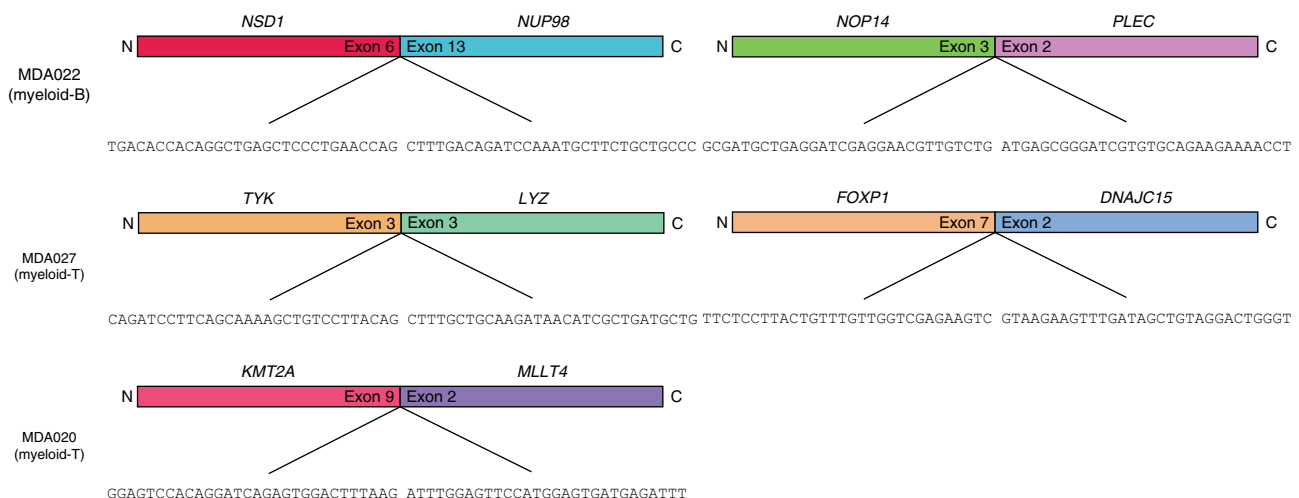 NSD1 NUP98 NOP14 PLEC
N Exon 6 Exon 13 C N Exon 3 Exon 2 C
MDA022
(myeloid-B)
TGACACCACAGGCTGAGCTCCCTGAACCAG CTTTGACAGATCCAAATGCTTCTGCTGCCC GCGATGCTGAGGATCGAGGAACGTTGTCTG ATGAGCGGGATCGTGTGCAGAAGAAAACCT
TYK LYZ FOXP1 DNAJC15
N Exon 3 Exon 3 C N Exon 7 Exon 2 C
MDA027
(myeloid-T)
CAGATCCTTCAGCAAAAGCTGTCCTTACAG CTTTGCTGCAAGATAACATCGCTGATGCTG TTCTCCTTACTGTTTGTTGGTCGAGAAGTC GTAAGAAGTTTGATAGCTGTAGGACTGGGT
KMT2A MLLT4
N Exon 9 Exon 2 C
MDA020
(myeloid-T)
GGAGTCCACAGGATCAGAGTGGACTTTAAG ATTTGGAGTTCCATGGAGTGATGAGATTT